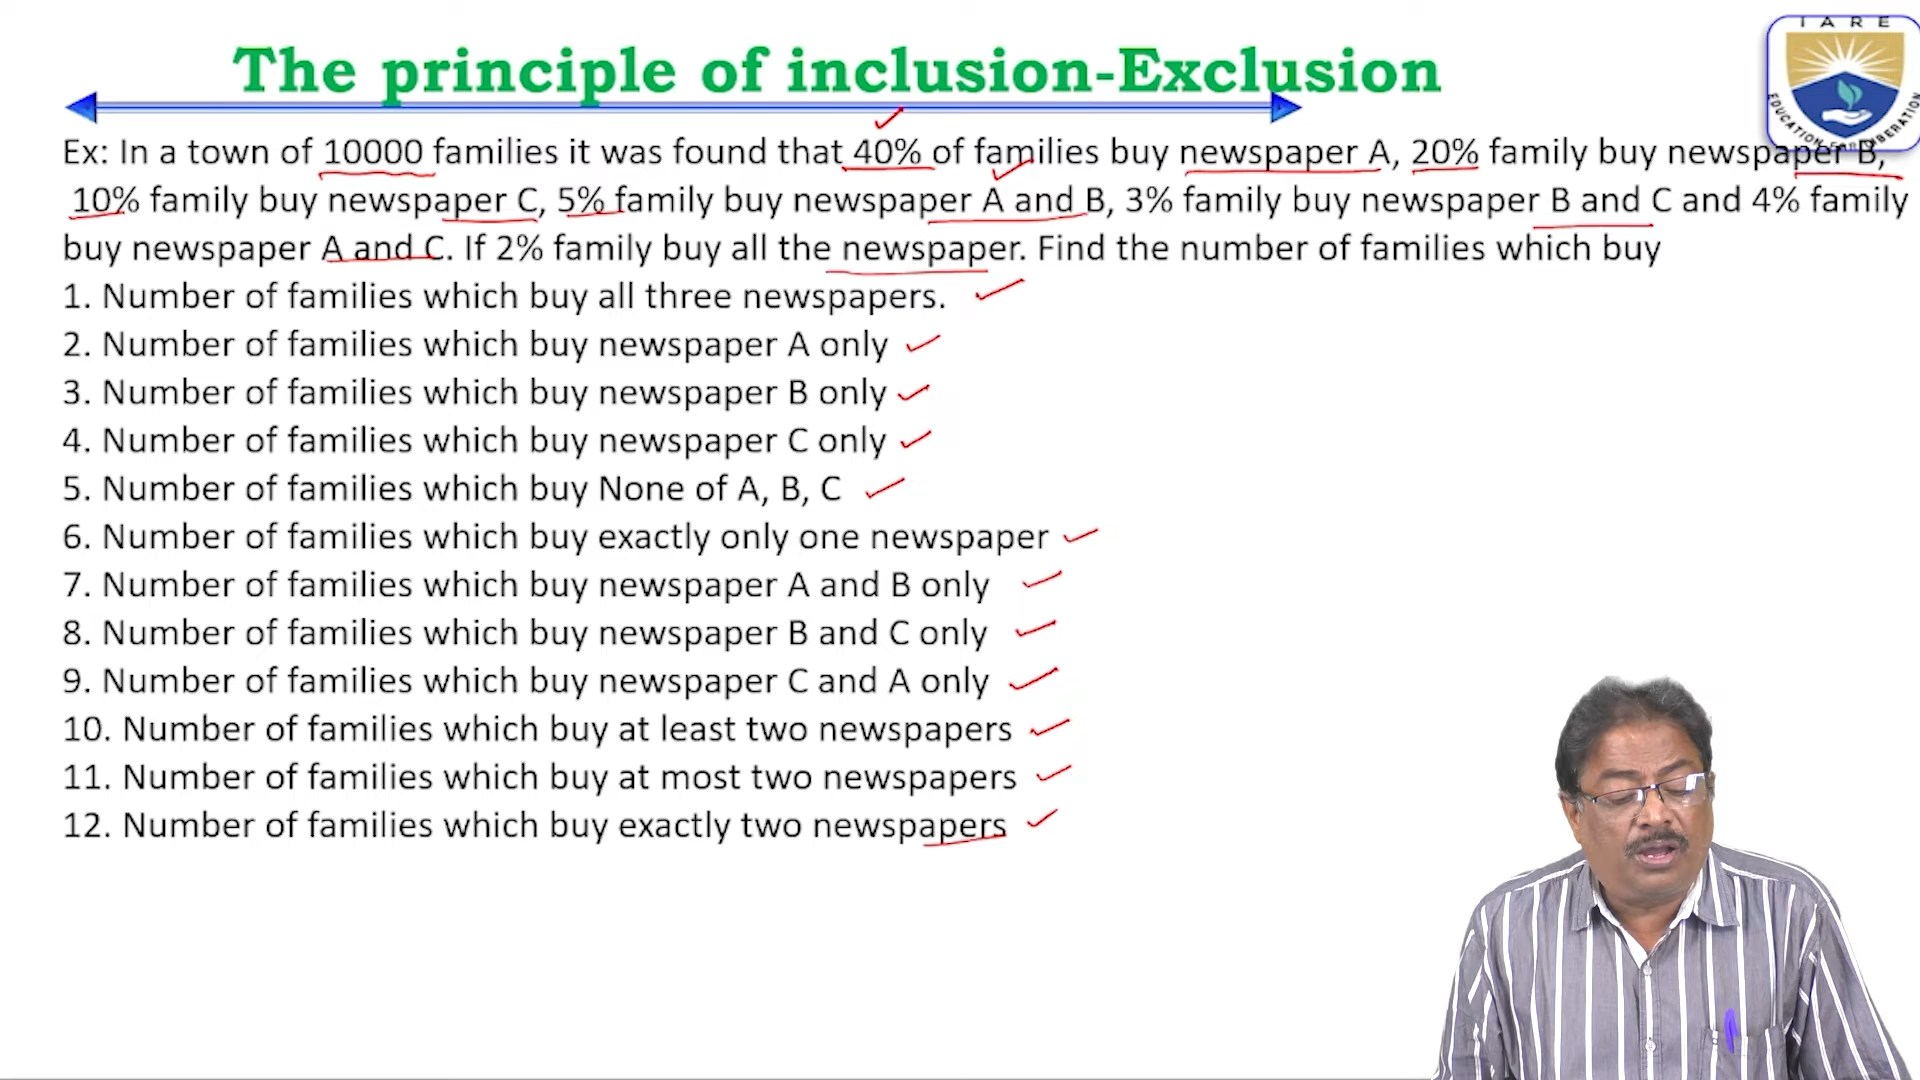 IARE
EDUCATION FOR LIBERATION
The principle of inclusion-Exclusion
Ex: In a town of 10000 families it was found that 40% of families buy newspaper A, 20% family buy newspaper B,
10% family buy newspaper C, 5% family buy newspaper A and B, 3% family buy newspaper B and C and 4% family
buy newspaper A and C. If 2% family buy all the newspaper. Find the number of families which buy
1. Number of families which buy all three newspapers.
2. Number of families which buy newspaper A only
3. Number of families which buy newspaper B only
4. Number of families which buy newspaper C only
5. Number of families which buy None of A, B, C
6. Number of families which buy exactly only one newspaper
7. Number of families which buy newspaper A and B only
8. Number of families which buy newspaper B and C only
9. Number of families which buy newspaper C and A only
10. Number of families which buy at least two newspapers
11. Number of families which buy at most two newspapers
12. Number of families which buy exactly two newspapers